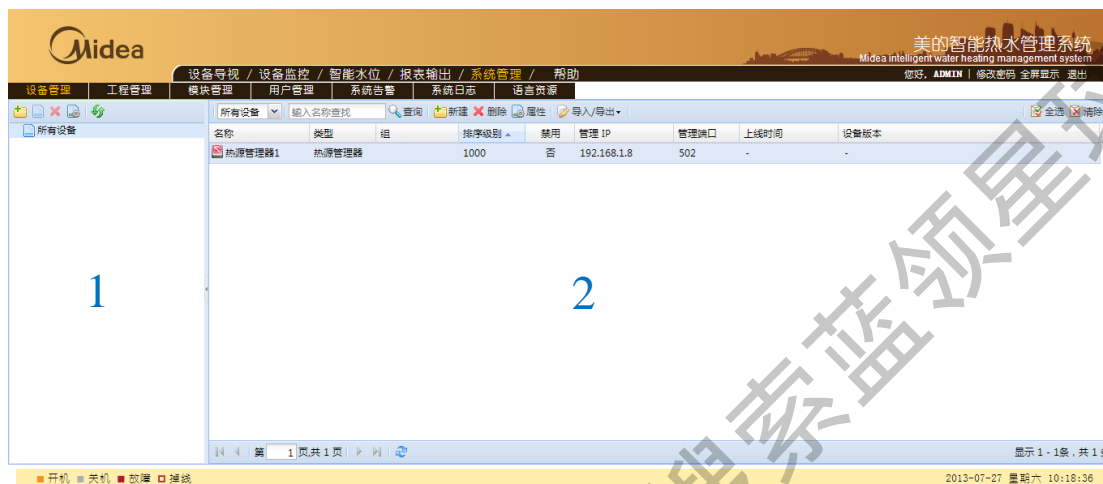 Midea
美的智能热水管理系统
Midea intelligent water heating management system
设备导视 / 设备监控 / 智能水位 / 报表输出 / 系统管理 / 帮助
您好, ADMIN | 修改密码 全屏显示 退出
设备管理 | 工程管理 | 模块管理 | 用户管理 | 系统告警 | 系统日志 | 语言资源
所有设备 输入名称查找 查询 新建 删除 属性 导入/导出 全选 清除
所有设备
名称 类型 组 排序级别 禁用 管理 IP 管理端口 上线时间 设备版本
热源管理器1 热源管理器 1000 否 192.168.1.8 502 - -
1 2
搜索蓝领星球
第 1 页,共 1 页 显示 1 - 1条，共 1
开机 关机 故障 掉线 2013-07-27 星期六 10:18:36